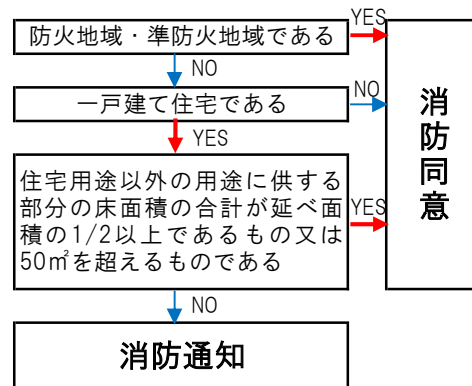 防火地域・準防火地域である
YES
NO
一戸建て住宅である
NO
YES
住宅用途以外の用途に供する
部分の床面積の合計が延べ面
積の1/2以上であるもの又は
50㎡を超えるものである
YES
NO
消防通知
消防同意